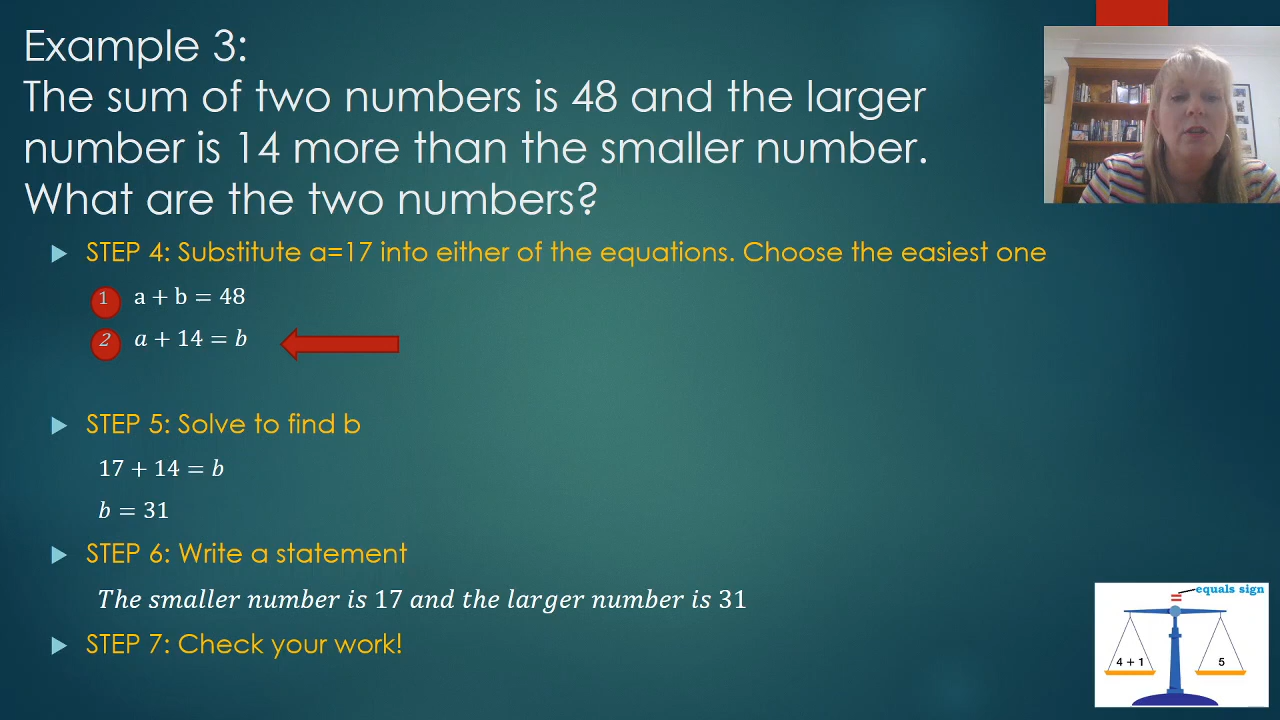 Example 3:
The sum of two numbers is 48 and the larger
number is 14 more than the smaller number.
What are the two numbers?
STEP 4: Substitute a=17 into either of the equations. Choose the easiest one
1 a + b = 48
2 a + 14 = b
STEP 5: Solve to find b
17 + 14 = b
b = 31
STEP 6: Write a statement
The smaller number is 17 and the larger number is 31
STEP 7: Check your work!
equals sign
=
4 + 1 5